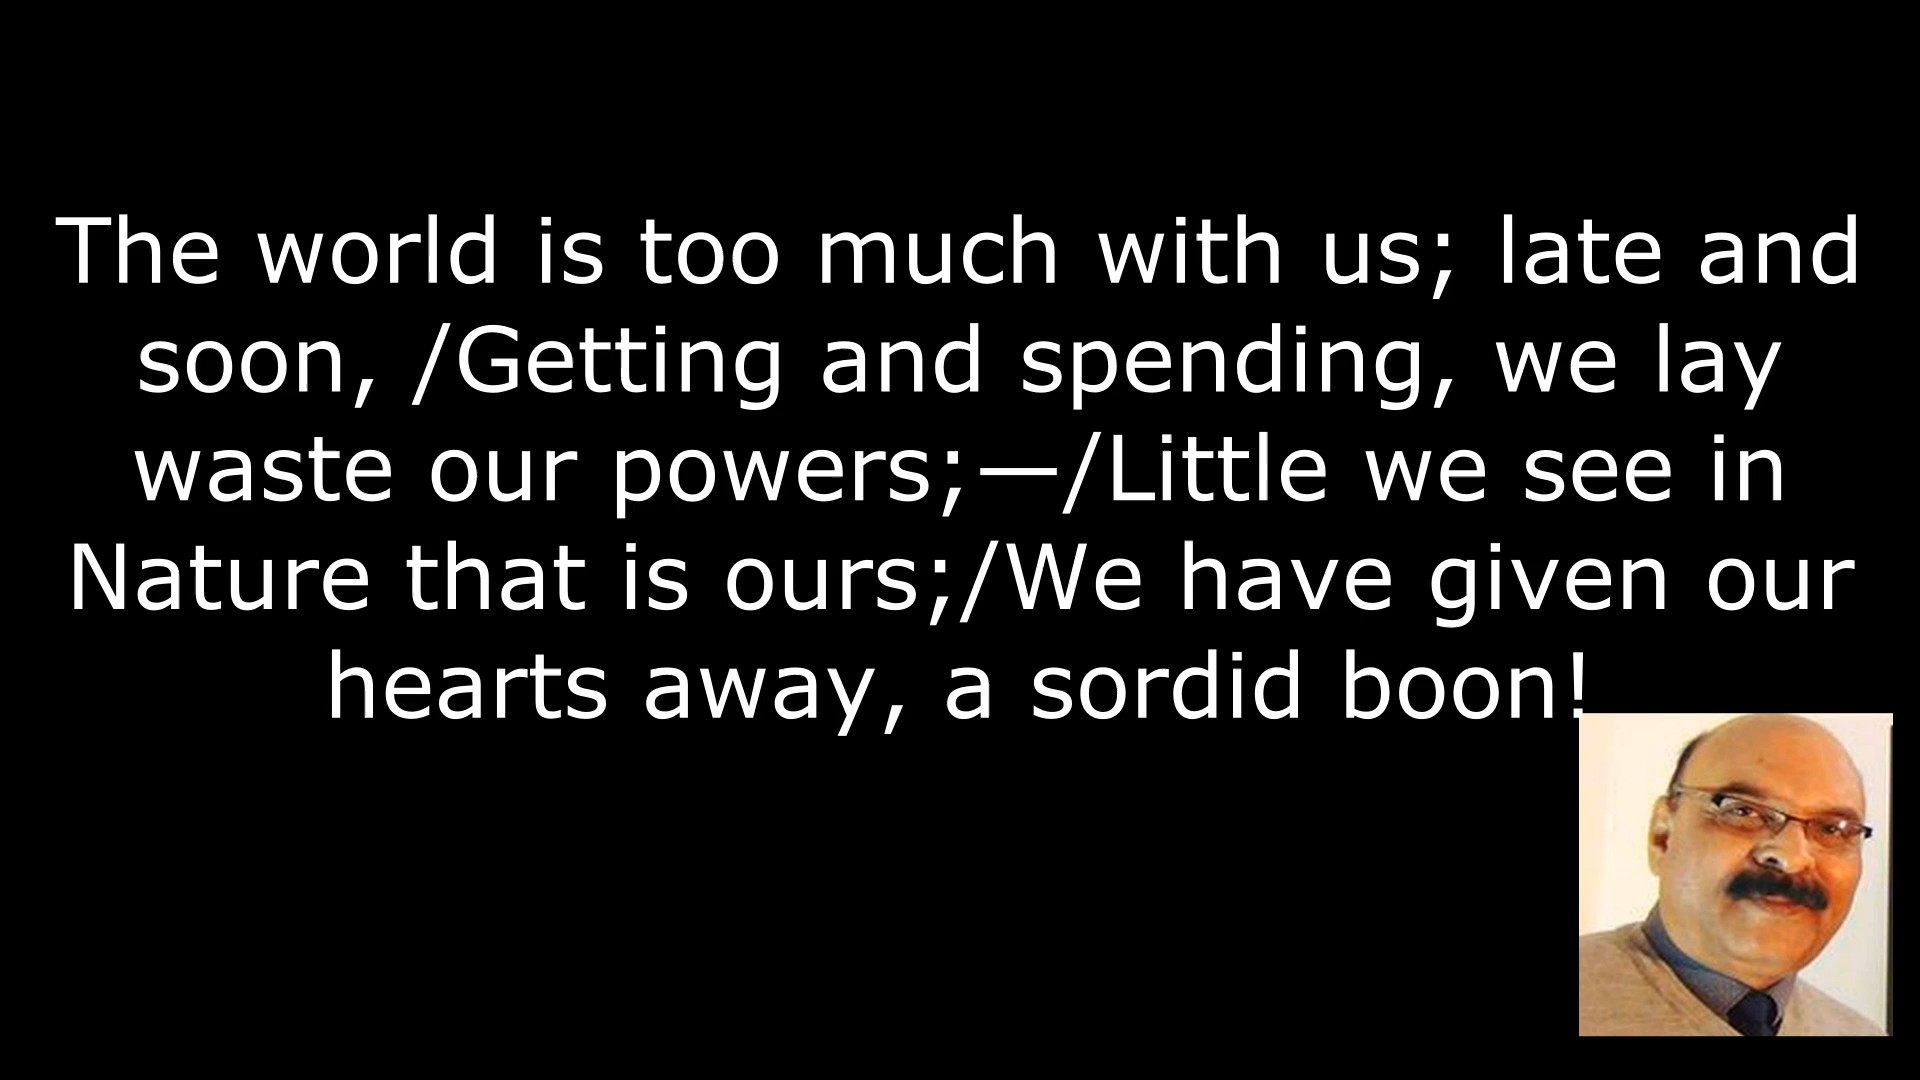 The world is too much with us; late and
soon, /Getting and spending, we lay
waste our powers;—/Little we see in
Nature that is ours;/We have given our
hearts away, a sordid boon!